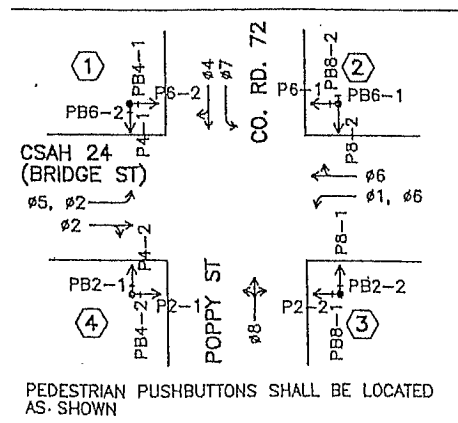 1
PB4-1
PB6-2
P6-2
P4-1
ø4
ø7
CO. RD. 72
PB8-2
2
P6-1
PB6-1
P8-2
CSAH 24
(BRIDGE ST)
ø5, ø2
ø2
ø6
ø1, ø6
P4-2
P8-1
PB2-1
P2-1
4
PB4-2
POPPY ST
ø8
P2-2
PB2-2
PB8-1
3
PEDESTRIAN PUSHBUTTONS SHALL BE LOCATED
AS SHOWN